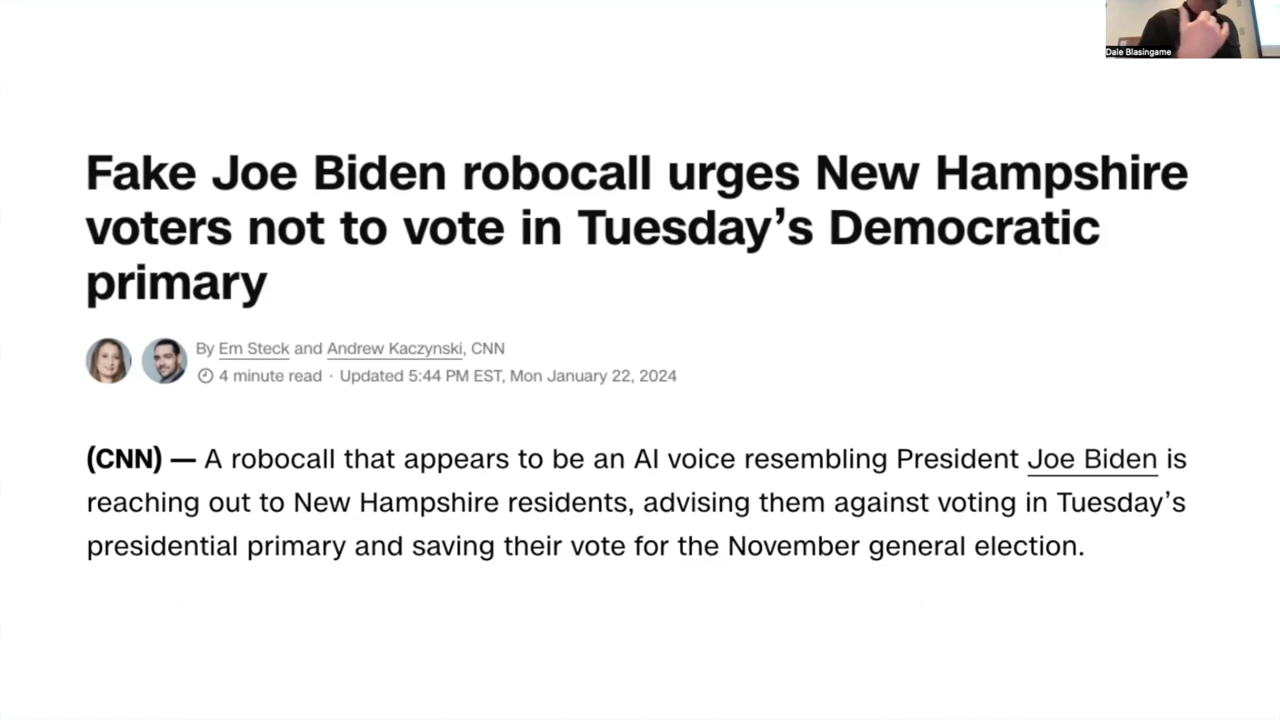 Dale Blasingame
Fake Joe Biden robocall urges New Hampshire
voters not to vote in Tuesday’s Democratic
primary
By Em Steck and Andrew Kaczynski, CNN
4 minute read · Updated 5:44 PM EST, Mon January 22, 2024
(CNN) — A robocall that appears to be an AI voice resembling President Joe Biden is
reaching out to New Hampshire residents, advising them against voting in Tuesday’s
presidential primary and saving their vote for the November general election.